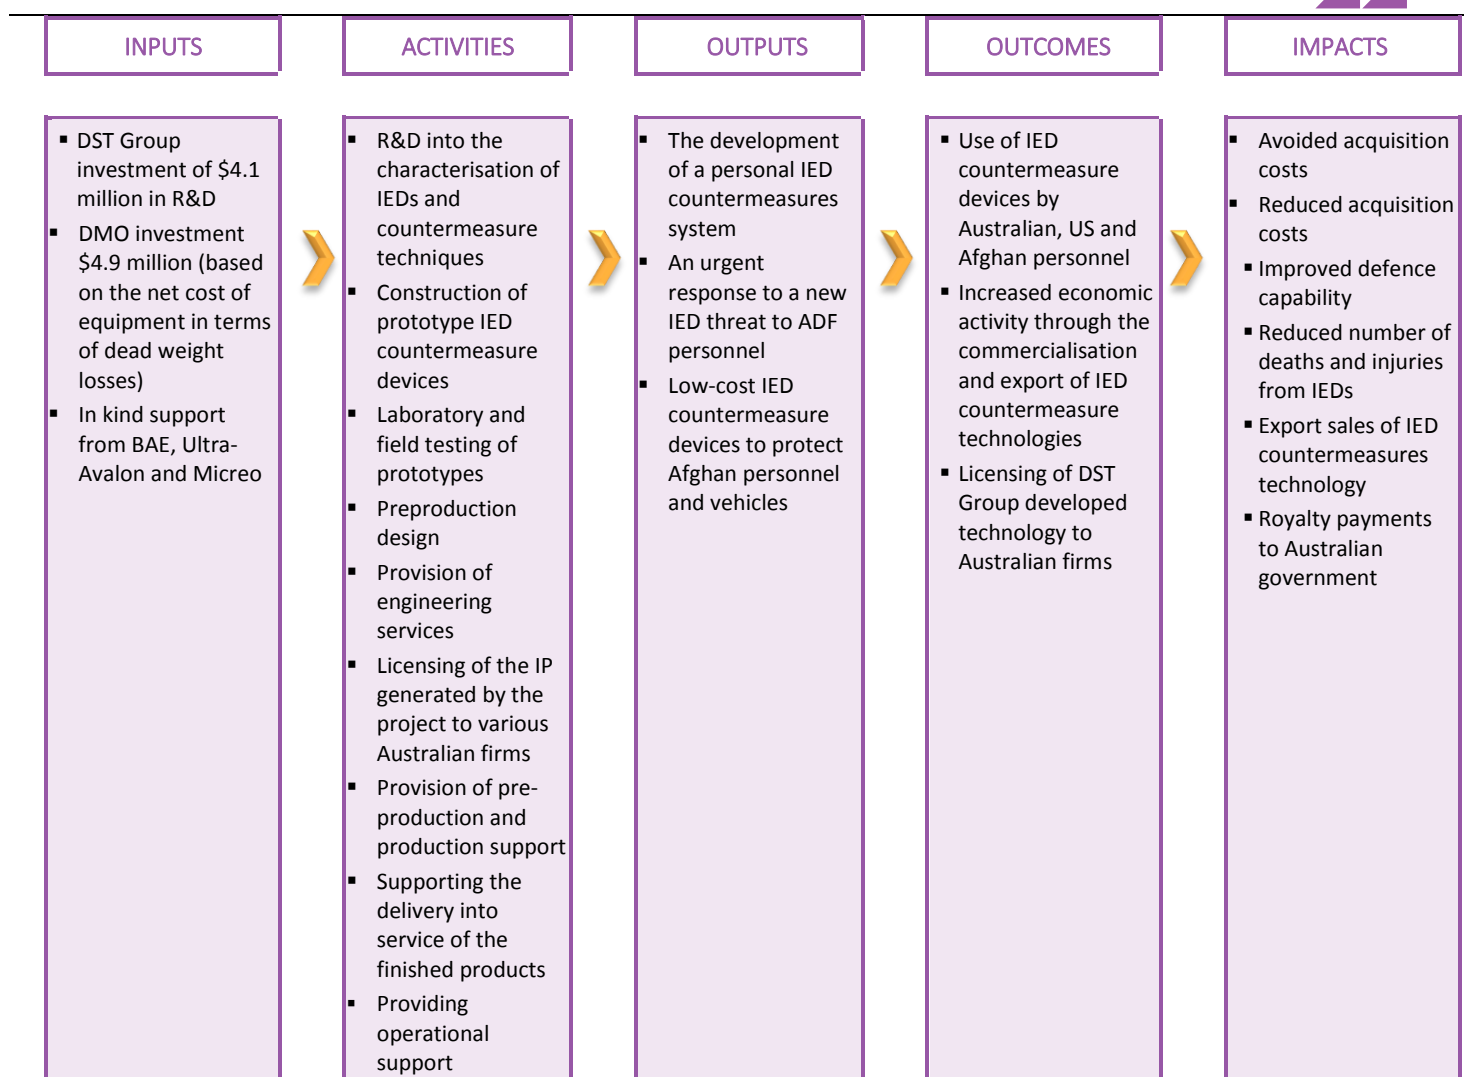 INPUTS
ACTIVITIES
OUTPUTS
OUTCOMES
IMPACTS
▪ DST Group
investment of $4.1
million in R&D
▪ DMO investment
$4.9 million (based
on the net cost of
equipment in terms
of dead weight
losses)
▪ In kind support
from BAE, Ultra-
Avalon and Micreo
▪ R&D into the
characterisation of
IEDs and
countermeasure
techniques
▪ Construction of
prototype IED
countermeasure
devices
▪ Laboratory and
field testing of
prototypes
▪ Preproduction
design
▪ Provision of
engineering
services
▪ Licensing of the IP
generated by the
project to various
Australian firms
▪ Provision of pre-
production and
production support
▪ Supporting the
delivery into
service of the
finished products
▪ Providing
operational
support
▪ The development
of a personal IED
countermeasures
system
▪ An urgent
response to a new
IED threat to ADF
personnel
▪ Low-cost IED
countermeasure
devices to protect
Afghan personnel
and vehicles
▪ Use of IED
countermeasure
devices by
Australian, US and
Afghan personnel
▪ Increased economic
activity through the
commercialisation
and export of IED
countermeasure
technologies
▪ Licensing of DST
Group developed
technology to
Australian firms
▪ Avoided acquisition
costs
▪ Reduced acquisition
costs
▪ Improved defence
capability
▪ Reduced number of
deaths and injuries
from IEDs
▪ Export sales of IED
countermeasures
technology
▪ Royalty payments
to Australian
government